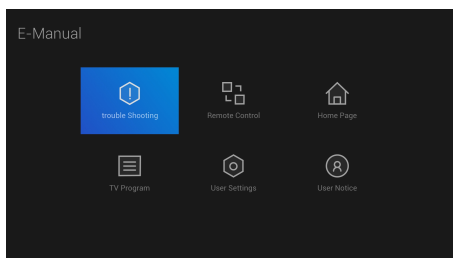 E-Manual
trouble Shooting
Remote Control
Home Page
TV Program
User Settings
User Notice